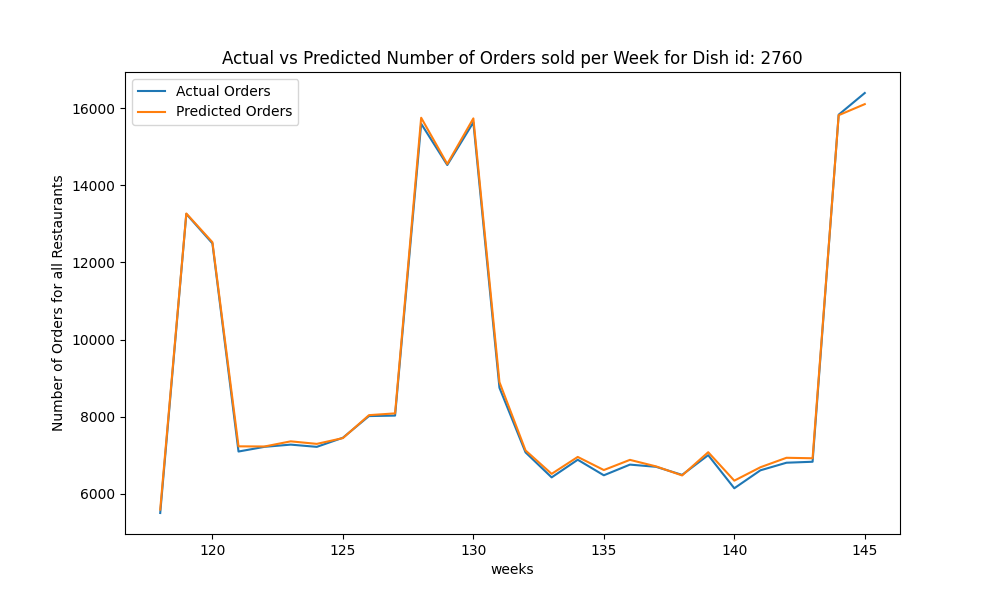 Actual vs Predicted Number of Orders sold per Week for Dish id: 2760
Actual Orders
Predicted Orders
Number of Orders for all Restaurants
16000
14000
12000
10000
8000
6000
120
125
130
135
140
145
weeks